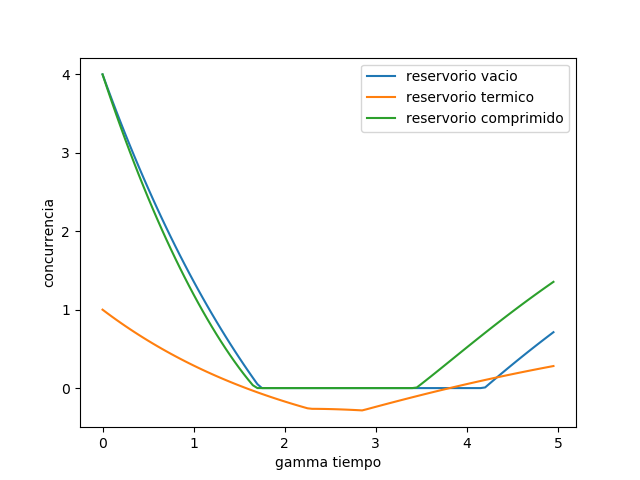 reservorio vacio
reservorio termico
reservorio comprimido
4
3
2
1
0
concurrencia
0 1 2 3 4 5
gamma tiempo